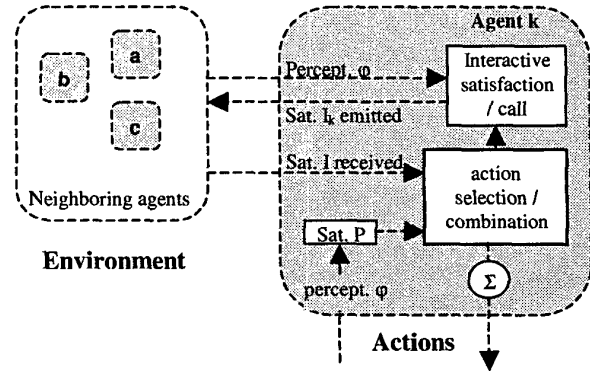 Agent k
a
b
c
Neighboring agents
Environment
Percept. φ
Sat. Iₖ emitted
Sat. I received
Interactive
satisfaction
/ call
action
selection /
combination
Sat. P
percept. φ
Σ
Actions